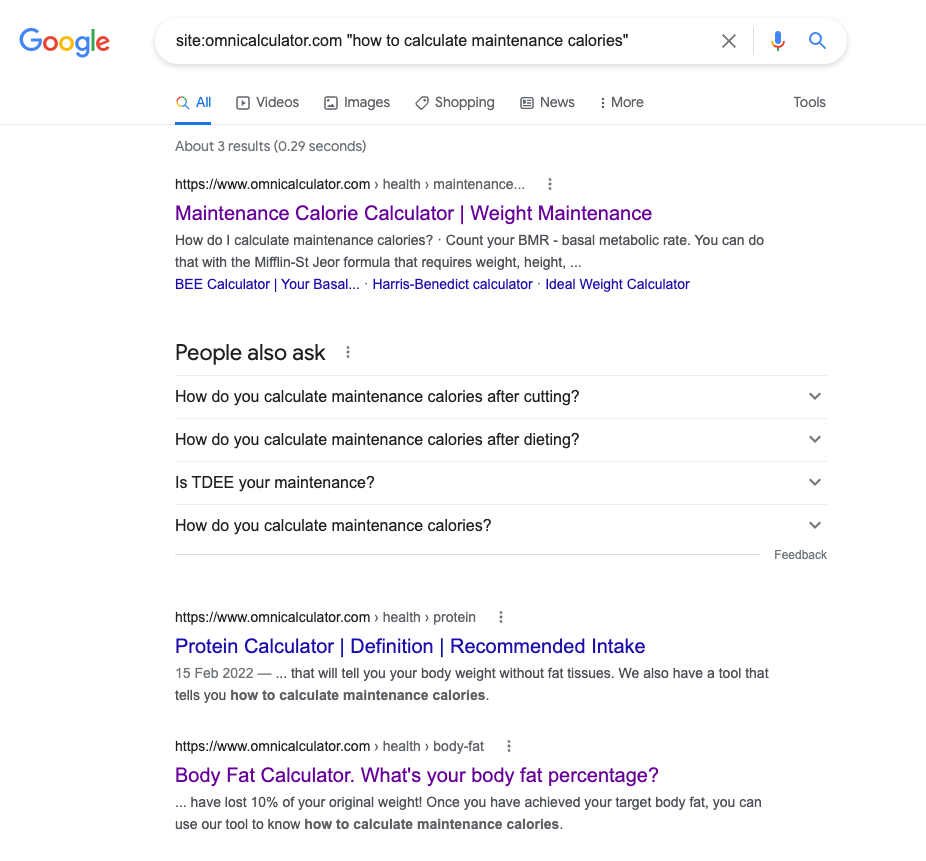 Google
site:omnicalculator.com "how to calculate maintenance calories"
All Videos Images Shopping News More Tools
About 3 results (0.29 seconds)
https://www.omnicalculator.com › health › maintenance...
Maintenance Calorie Calculator | Weight Maintenance
How do I calculate maintenance calories? · Count your BMR - basal metabolic rate. You can do
that with the Mifflin-St Jeor formula that requires weight, height, ...
BEE Calculator | Your Basal... · Harris-Benedict calculator · Ideal Weight Calculator
People also ask
How do you calculate maintenance calories after cutting?
How do you calculate maintenance calories after dieting?
Is TDEE your maintenance?
How do you calculate maintenance calories?
Feedback
https://www.omnicalculator.com › health › protein
Protein Calculator | Definition | Recommended Intake
15 Feb 2022 — ... that will tell you your body weight without fat tissues. We also have a tool that
tells you how to calculate maintenance calories.
https://www.omnicalculator.com › health › body-fat
Body Fat Calculator. What's your body fat percentage?
... have lost 10% of your original weight! Once you have achieved your target body fat, you can
use our tool to know how to calculate maintenance calories.